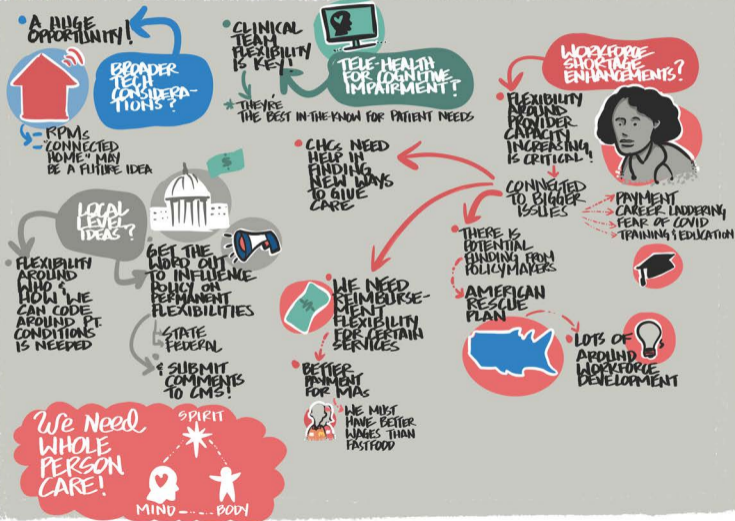 A HUGE
OPPORTUNITY!
BROADER
TECH
CONSIDERA-
TIONS?
RPMs
"CONNECTED
HOME" MAY
BE A FUTURE IDEA
CLINICAL
TEAM
FLEXIBILITY
IS KEY!
TELE-HEALTH
FOR COGNITIVE
IMPAIRMENT?
* THEY'RE
THE BEST IN-THE-KNOW FOR PATIENT NEEDS
WORKFORCE
SHORTAGE
ENHANCEMENTS?
FLEXIBILITY
AROUND
PROVIDER
CAPACITY
INCREASING
IS CRITICAL!
CONNECTED
TO BIGGER
ISSUES
PAYMENT
CAREER LADDERING
FEAR OF COVID
TRAINING & EDUCATION
CHCs NEED
HELP IN
FINDING
NEW WAYS
TO GIVE
CARE
THERE IS
POTENTIAL
FUNDING FROM
POLICYMAKERS
AMERICAN
RESCUE
PLAN
LOTS OF
AROUND
WORKFORCE
DEVELOPMENT
WE NEED
REIMBURSE-
MENT
FLEXIBILITY
FOR CERTAIN
SERVICES
BETTER
PAYMENT
FOR MAs
WE MUST
HAVE BETTER
WAGES THAN
FASTFOOD
LOCAL
LEVEL
IDEAS?
FLEXIBILITY
AROUND
WHO &
HOW WE
CAN CODE
AROUND PT.
CONDITIONS
IS NEEDED
GET THE
WORD OUT
TO INFLUENCE
POLICY ON
PERMANENT
FLEXIBILITIES
STATE
FEDERAL
& SUBMIT
COMMENTS
TO CMS!
We Need
WHOLE
PERSON
CARE!
SPIRIT
MIND
BODY